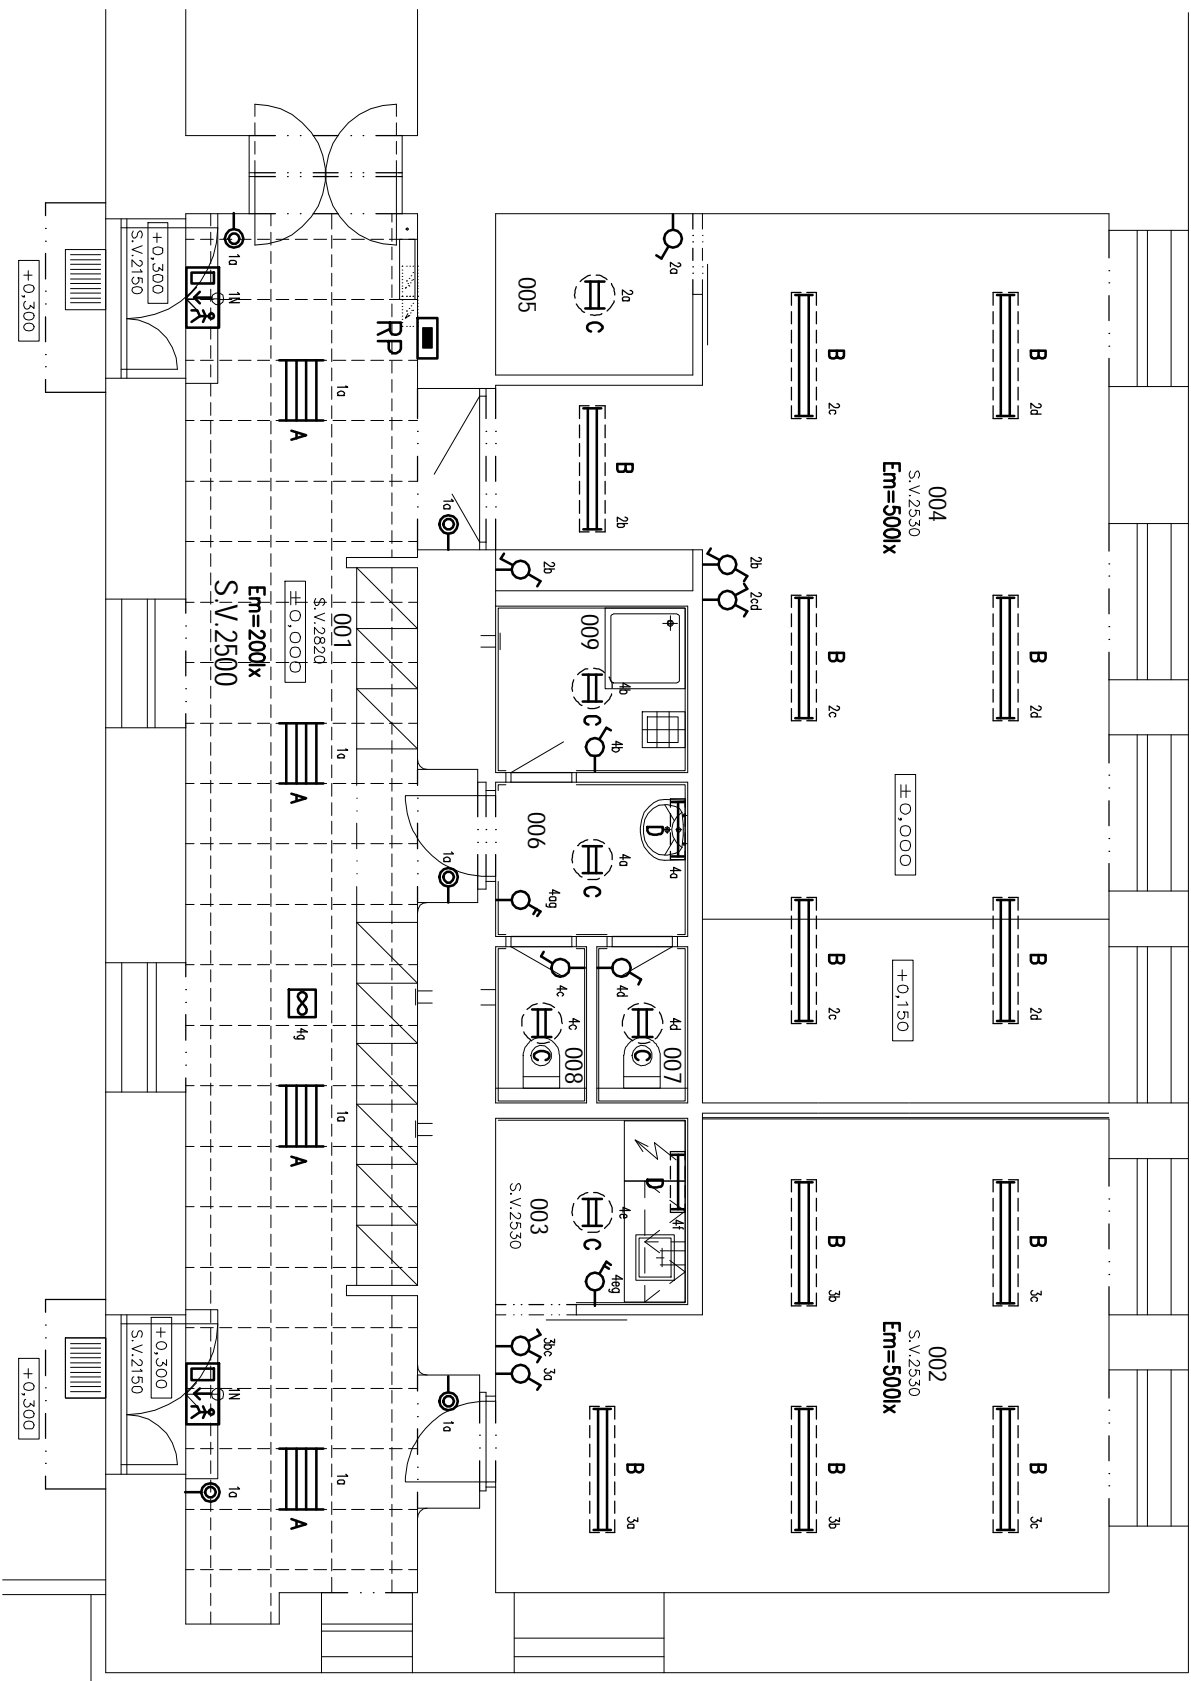 B
2d
B
2c
004
S.V.2530
Em=500lx
B
2d
B
2c
±0,000
B
2d
B
2c
+0,150
2a
2a
C
005
B
2b
2b
2cd
2b
1a
RP
009
4b
C
4b
D
4a
4a
C
006
4ag
1a
4d
4d
C
007
4c
4c
C
008
003
S.V.2530
D
4f
4e
C
4eg
B
3c
B
3b
002
S.V.2530
Em=500lx
B
3c
B
3b
B
3a
3bc
3a
1a
1a
1N
+0,300
S.V.2150
+0,300
1a
A
001
S.V.2820
±0,000
Em=200lx
S.V.2500
1a
A
4g
1a
A
1N
+0,300
S.V.2150
+0,300
1a
A
1a